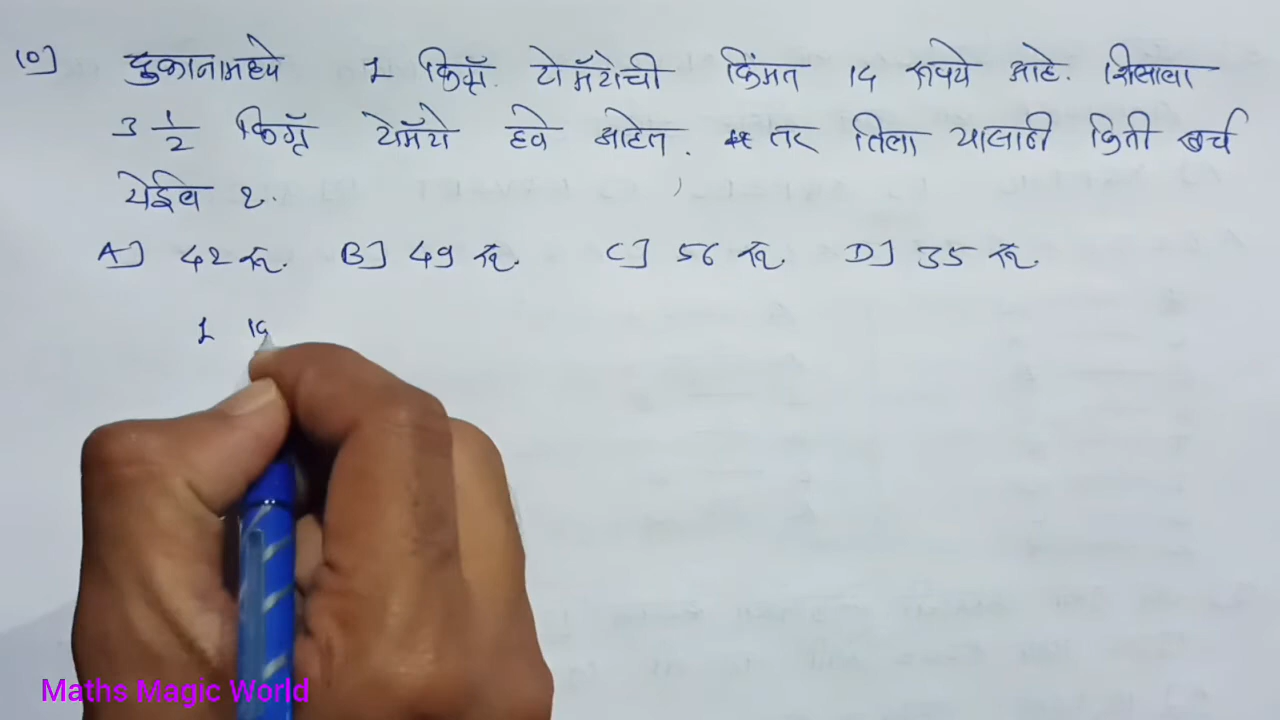 10] दुकानामध्ये 1 किग्रॅ. टोमॅटोची किंमत 14 रुपये आहे. शिलाला
3 1/2 किग्रॅ टोमॅटो हवे आहेत. तर तिला यासाठी किती खर्च
येईल ?.
A] 42 रू. B] 49 रू. C] 56 रू. D] 35 रू.
1 14
Maths Magic World